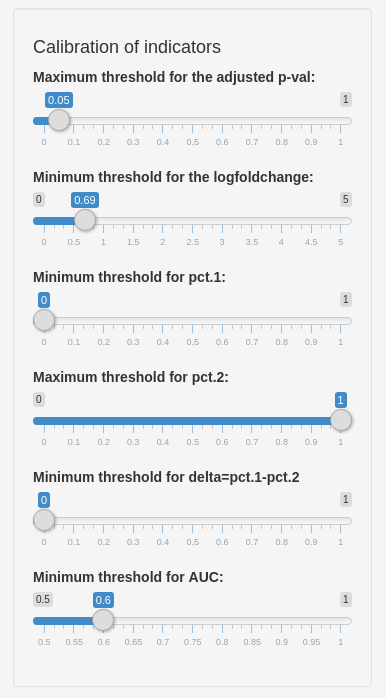 Calibration of indicators
Maximum threshold for the adjusted p-val:
0.05 1
0 0.1 0.2 0.3 0.4 0.5 0.6 0.7 0.8 0.9 1
Minimum threshold for the logfoldchange:
0 0.69 5
0 0.5 1 1.5 2 2.5 3 3.5 4 4.5 5
Minimum threshold for pct.1:
0 1
0 0.1 0.2 0.3 0.4 0.5 0.6 0.7 0.8 0.9 1
Maximum threshold for pct.2:
0 1
0 0.1 0.2 0.3 0.4 0.5 0.6 0.7 0.8 0.9 1
Minimum threshold for delta=pct.1-pct.2
0 1
0 0.1 0.2 0.3 0.4 0.5 0.6 0.7 0.8 0.9 1
Minimum threshold for AUC:
0.5 0.6 1
0.5 0.55 0.6 0.65 0.7 0.75 0.8 0.85 0.9 0.95 1